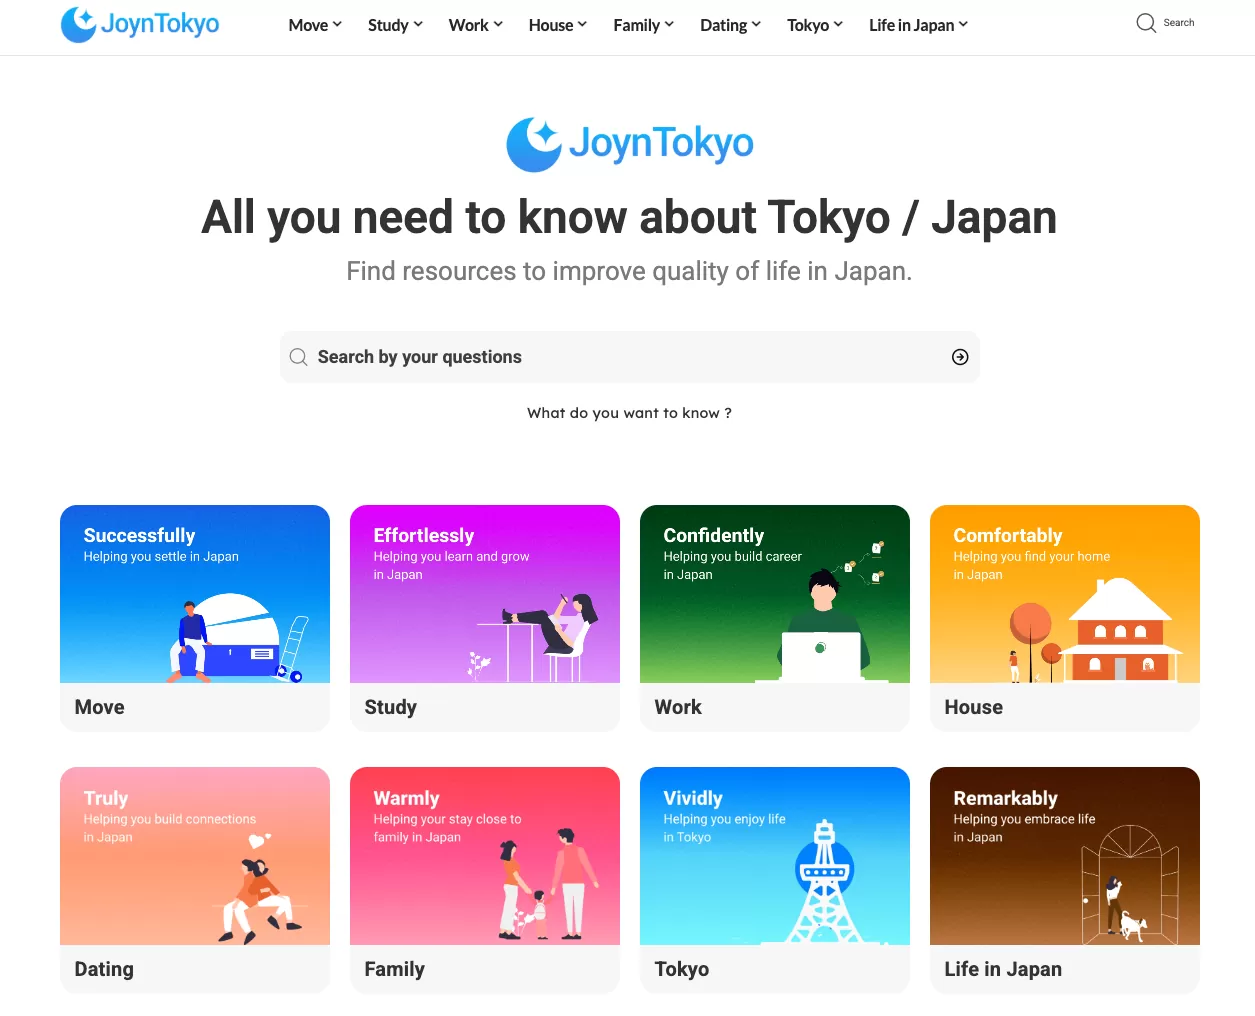 JoynTokyo
Move Study Work House Family Dating Tokyo Life in Japan
Search
JoynTokyo
All you need to know about Tokyo / Japan
Find resources to improve quality of life in Japan.
Search by your questions
What do you want to know ?
Successfully
Helping you settle in Japan
Move
Effortlessly
Helping you learn and grow
in Japan
Study
Confidently
Helping you build career
in Japan
Work
Comfortably
Helping you find your home
in Japan
House
Truly
Helping you build connections
in Japan
Dating
Warmly
Helping your stay close to
family in Japan
Family
Vividly
Helping you enjoy life
in Tokyo
Tokyo
Remarkably
Helping you embrace life
in Japan
Life in Japan